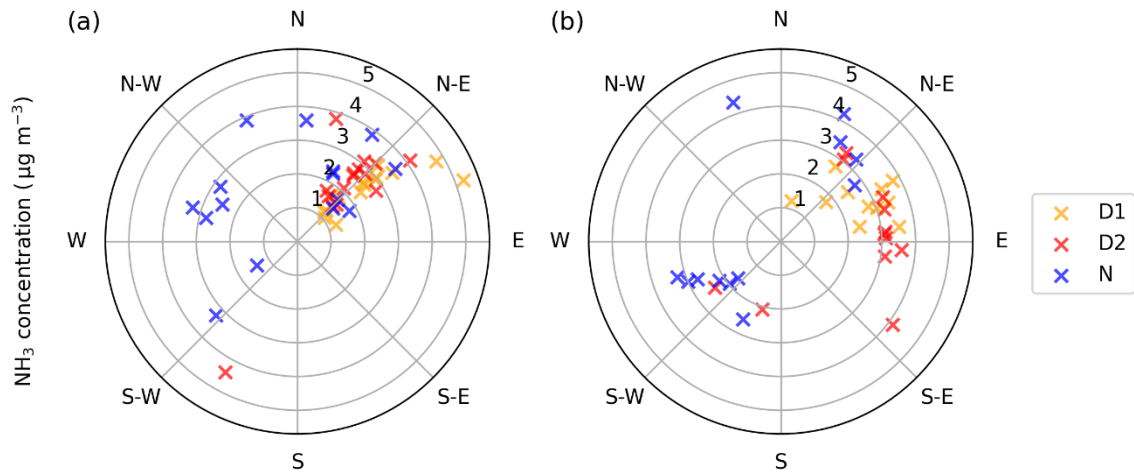 (a)
N
N-E
E
S-E
S
S-W
W
N-W
1
2
3
4
5
NH₃ concentration ( µg m⁻³)
(b)
N
N-E
E
S-E
S
S-W
W
N-W
1
2
3
4
5
D1
D2
N